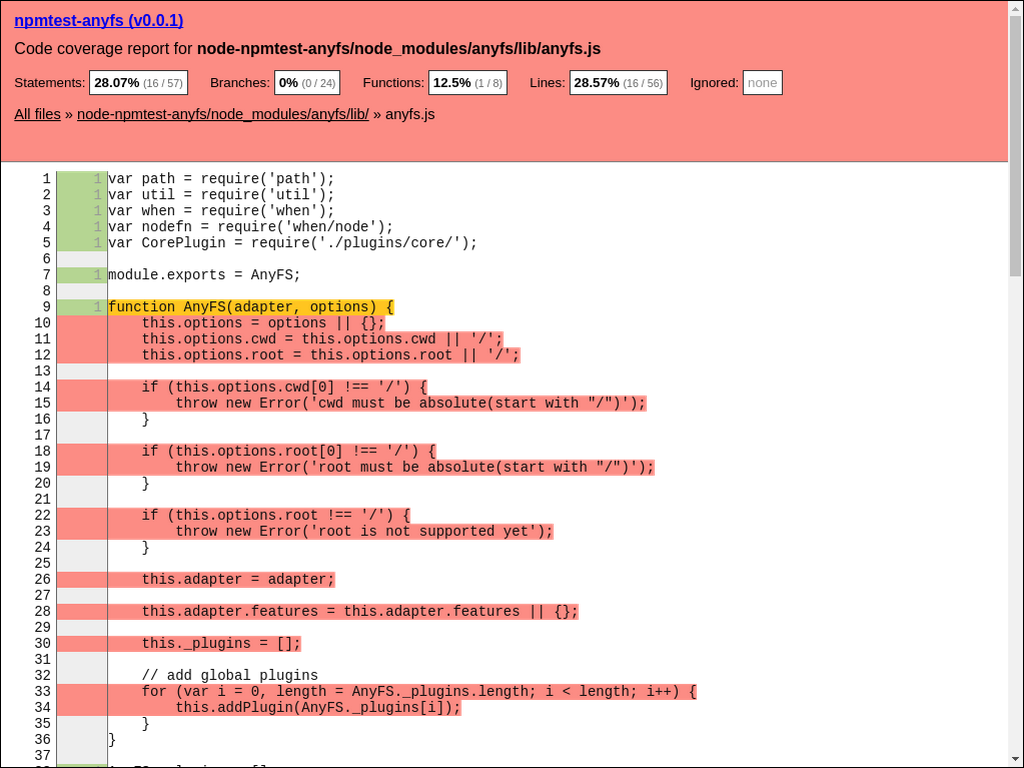 npmtest-anyfs (v0.0.1)
Code coverage report for node-npmtest-anyfs/node_modules/anyfs/lib/anyfs.js
Statements: 28.07% (16 / 57) Branches: 0% (0 / 24) Functions: 12.5% (1 / 8) Lines: 28.57% (16 / 56) Ignored: none
All files » node-npmtest-anyfs/node_modules/anyfs/lib/ » anyfs.js
1 1 var path = require('path');
2 1 var util = require('util');
3 1 var when = require('when');
4 1 var nodefn = require('when/node');
5 1 var CorePlugin = require('./plugins/core/');
6
7 1 module.exports = AnyFS;
8
9 1 function AnyFS(adapter, options) {
10 this.options = options || {};
11 this.options.cwd = this.options.cwd || '/';
12 this.options.root = this.options.root || '/';
13
14 if (this.options.cwd[0] !== '/') {
15 throw new Error('cwd must be absolute(start with "/")');
16 }
17
18 if (this.options.root[0] !== '/') {
19 throw new Error('root must be absolute(start with "/")');
20 }
21
22 if (this.options.root !== '/') {
23 throw new Error('root is not supported yet');
24 }
25
26 this.adapter = adapter;
27
28 this.adapter.features = this.adapter.features || {};
29
30 this._plugins = [];
31
32 // add global plugins
33 for (var i = 0, length = AnyFS._plugins.length; i < length; i++) {
34 this.addPlugin(AnyFS._plugins[i]);
35 }
36 }
37